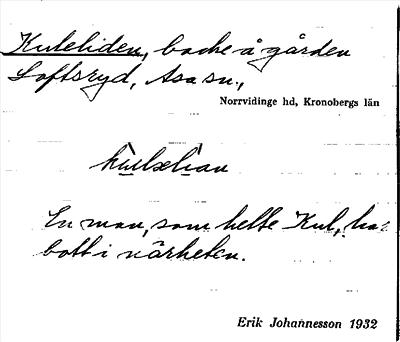 Kuleliden, backe å gården
Loftsryd, Asa sn.,
Norrvidinge hd, Kronobergs län
En man, som hette Kul, har
bott i närheten.
Erik Johannesson 1932